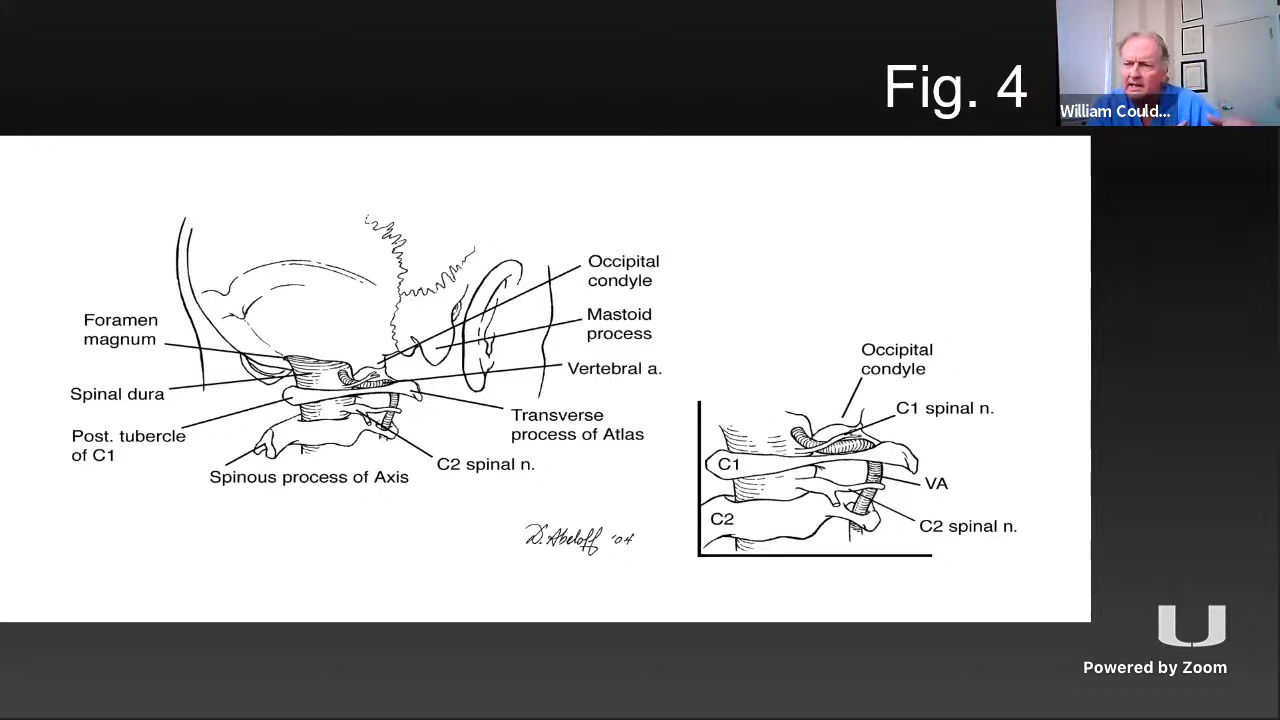 Fig. 4
William Could...
Occipital
condyle
Foramen
magnum
Mastoid
process
Vertebral a.
Spinal dura
Transverse
process of Atlas
Post. tubercle
of C1
C2 spinal n.
Spinous process of Axis
D. Abeloff '04
Occipital
condyle
C1 spinal n.
C1
VA
C2
C2 spinal n.
U
Powered by Zoom